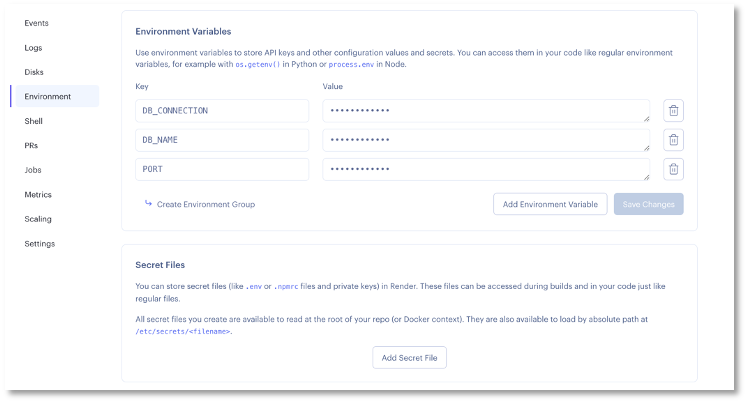 Events
Logs
Disks
Environment
Shell
PRs
Jobs
Metrics
Scaling
Settings
Environment Variables
Use environment variables to store API keys and other configuration values and secrets. You can access them in your code like regular environment
variables, for example with os.getenv() in Python or process.env in Node.
Key Value
DB_CONNECTION ••••••••••••
DB_NAME ••••••••••••
PORT ••••••••••••
Create Environment Group Add Environment Variable Save Changes
Secret Files
You can store secret files (like .env or .npmrc files and private keys) in Render. These files can be accessed during builds and in your code just like
regular files.
All secret files you create are available to read at the root of your repo (or Docker context). They are also available to load by absolute path at
/etc/secrets/<filename>.
Add Secret File